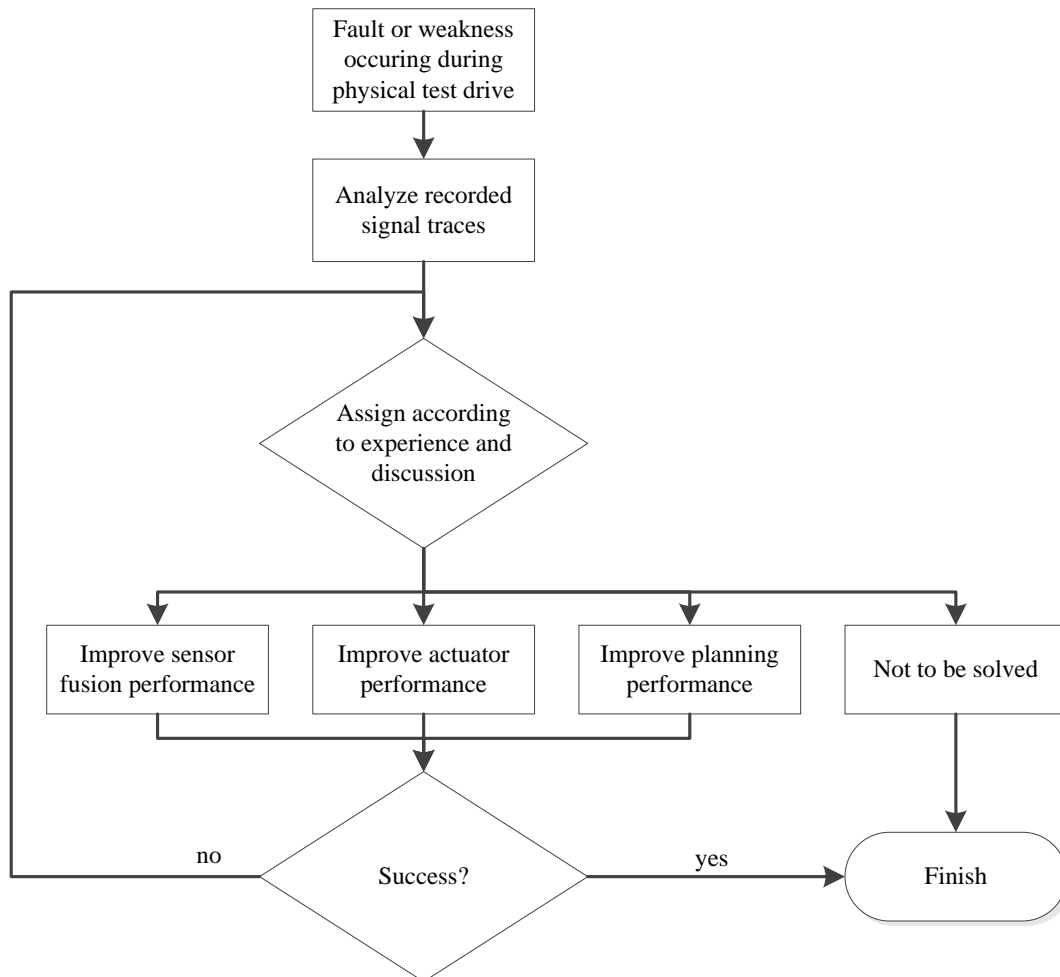 Fault or weakness
occuring during
physical test drive
Analyze recorded
signal traces
Assign according
to experience and
discussion
Improve sensor
fusion performance
Improve actuator
performance
Improve planning
performance
Not to be solved
no
Success?
yes
Finish